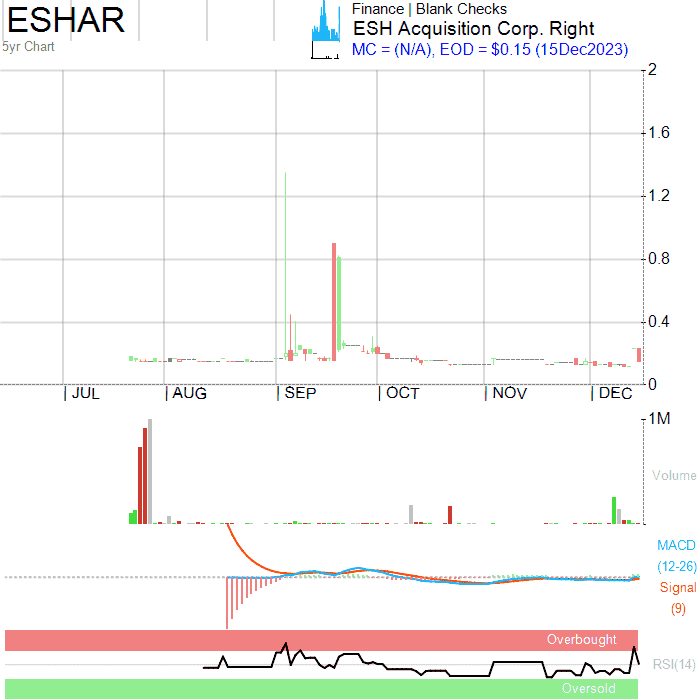 ESHAR
5yr Chart
Finance | Blank Checks
ESH Acquisition Corp. Right
MC = (N/A), EOD = $0.15 (15Dec2023)
2
1.6
1.2
0.8
0.4
0
JUL AUG SEP OCT NOV DEC
1M
Volume
MACD
(12-26)
Signal
(9)
Overbought
RSI(14)
Oversold